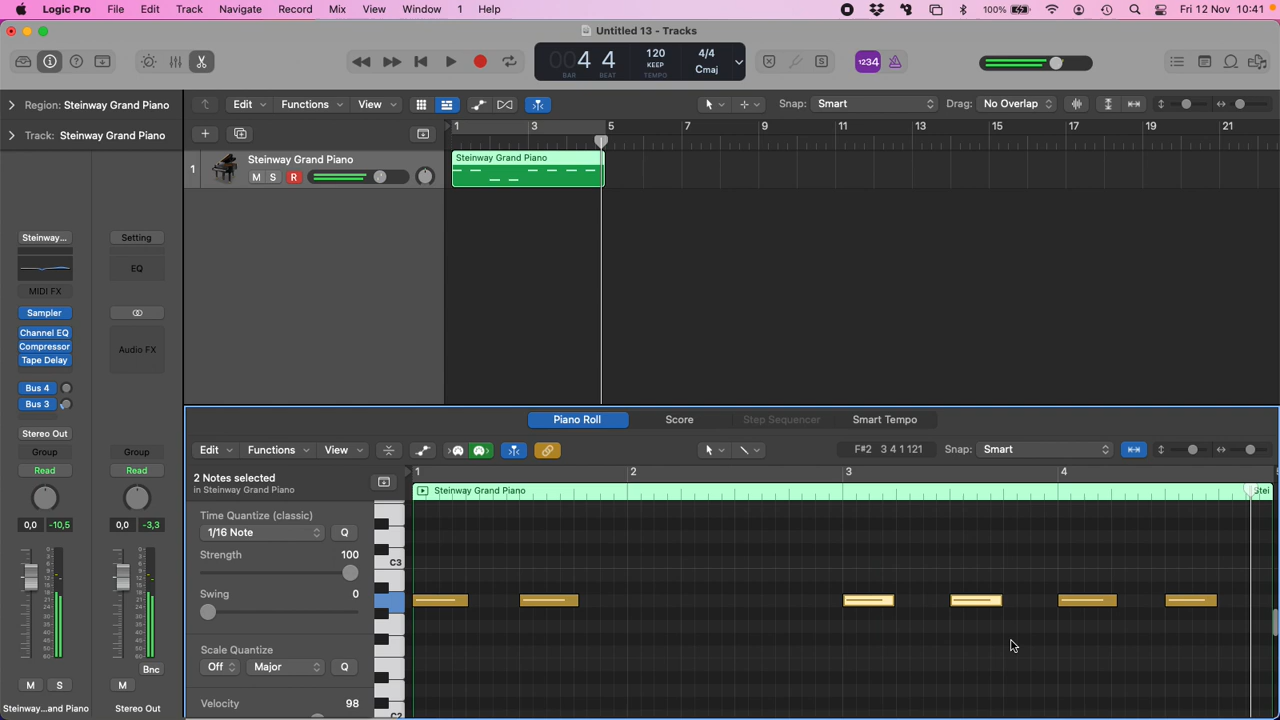 Logic Pro File Edit Track Navigate Record Mix View Window 1 Help 100% Fri 12 Nov 10:41
Untitled 13 - Tracks
004 4 120 4/4
BAR BEAT KEEP TEMPO Cmaj
S 1234
Region: Steinway Grand Piano
Edit Functions View Snap: Smart Drag: No Overlap
Track: Steinway Grand Piano
1 3 5 7 9 11 13 15 17 19 21
1 Steinway Grand Piano
M S R
Steinway Grand Piano
Steinway... Setting
EQ
MIDI FX
Sampler
Channel EQ
Compressor Audio FX
Tape Delay
Bus 4
Bus 3
Stereo Out
Group Group
Read Read
0,0 -10,5 0,0 -3,3
Bnc
M S M
Steinway...and Piano Stereo Out
Piano Roll Score Step Sequencer Smart Tempo
Edit Functions View F#2 3 4 1 121 Snap: Smart
2 Notes selected
in Steinway Grand Piano
1 2 3 4
Steinway Grand Piano Stei
Time Quantize (classic)
1/16 Note Q
Strength 100
Swing 0
Scale Quantize
Off Major Q
Velocity 98
C3
C2